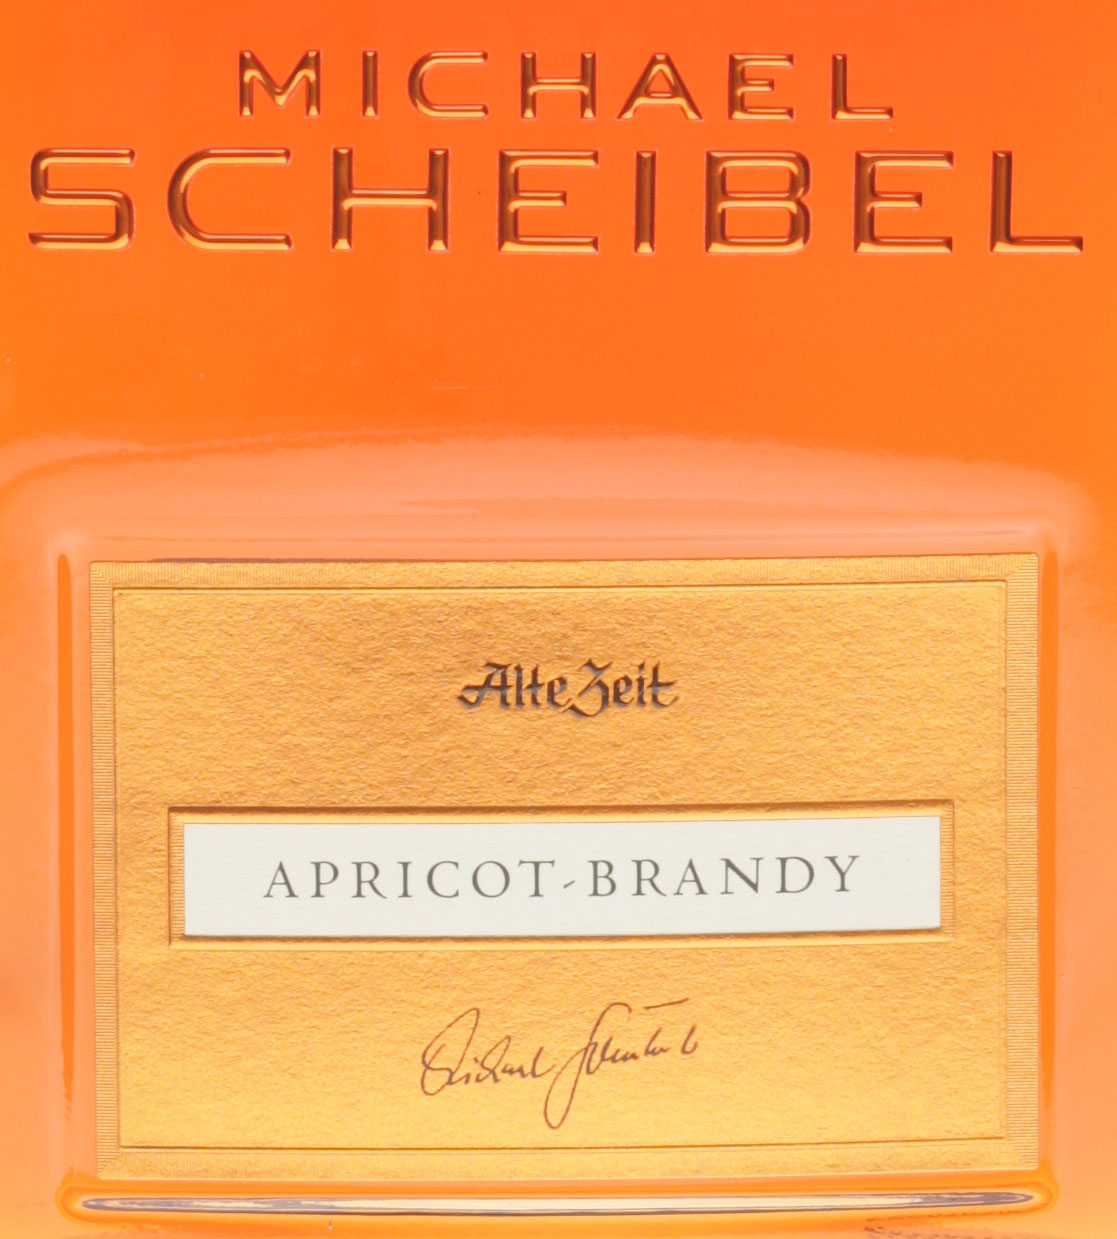 MICHAEL
SCHEIBEL
Alte Zeit
APRICOT-BRANDY